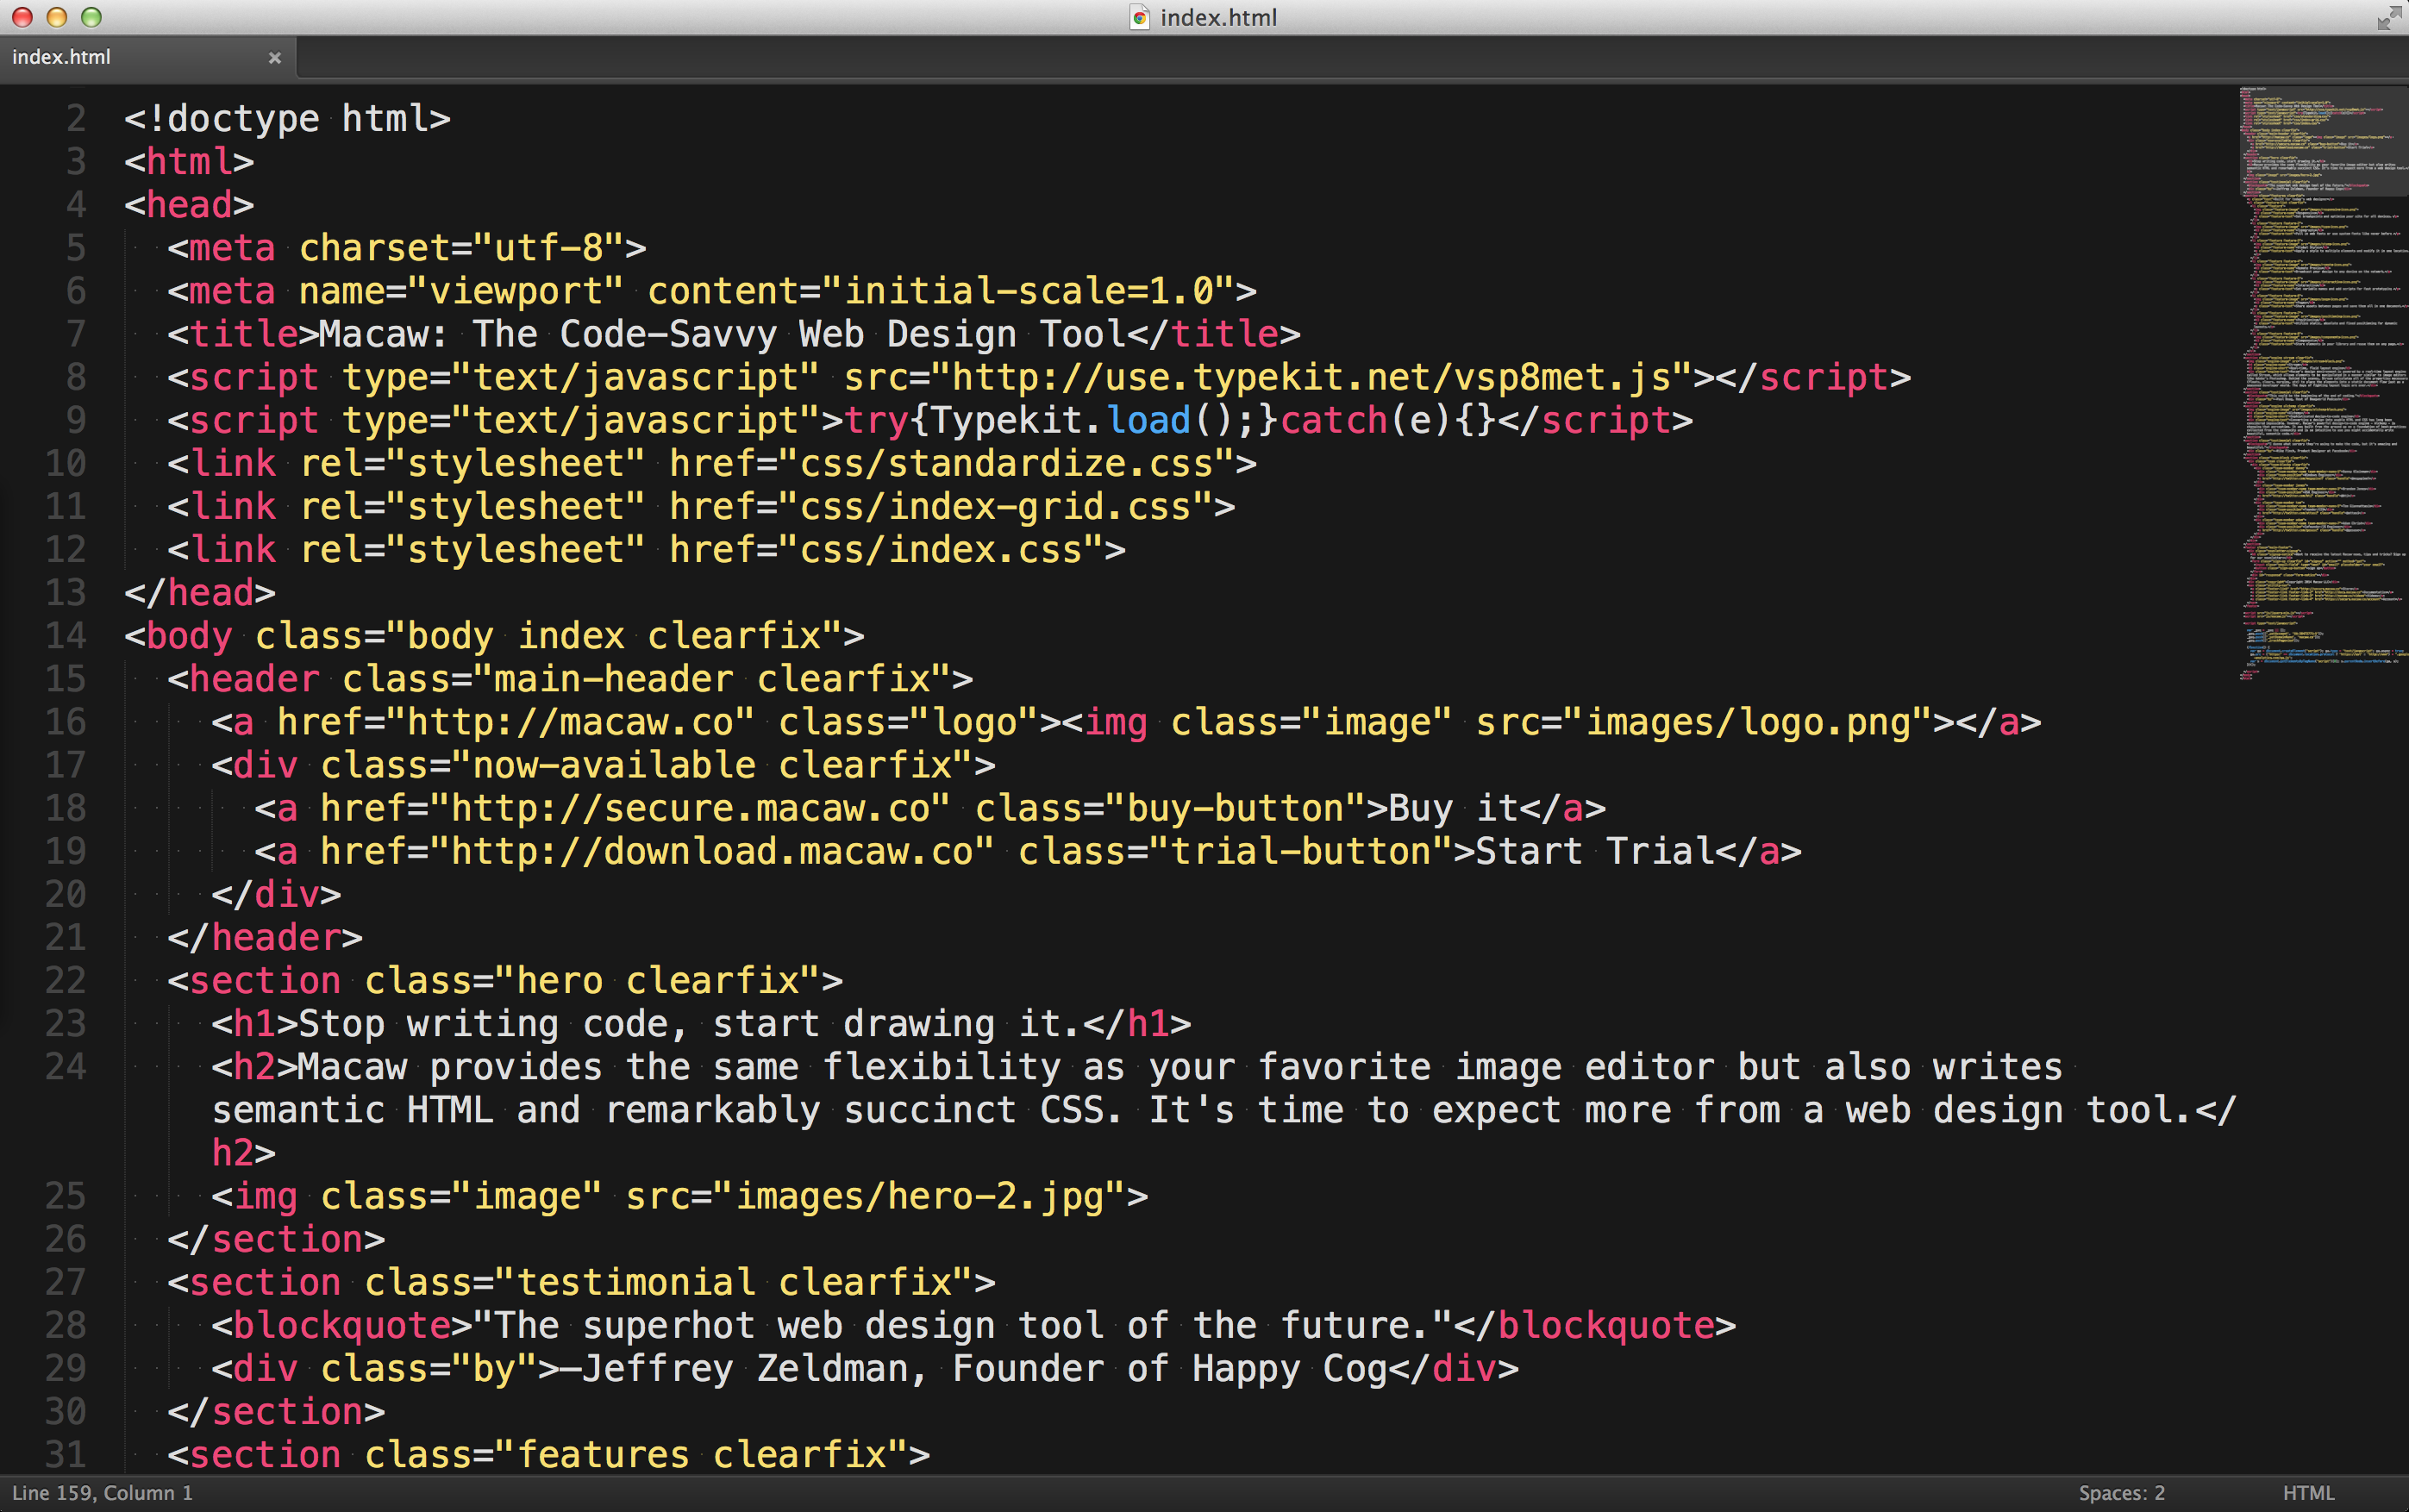 index.html
index.html
2 <!doctype html>
3 <html>
4 <head>
5 <meta charset="utf-8">
6 <meta name="viewport" content="initial-scale=1.0">
7 <title>Macaw: The Code-Savvy Web Design Tool</title>
8 <script type="text/javascript" src="http://use.typekit.net/vsp8met.js"></script>
9 <script type="text/javascript">try{Typekit.load();}catch(e){}</script>
10 <link rel="stylesheet" href="css/standardize.css">
11 <link rel="stylesheet" href="css/index-grid.css">
12 <link rel="stylesheet" href="css/index.css">
13 </head>
14 <body class="body index clearfix">
15 <header class="main-header clearfix">
16 <a href="http://macaw.co" class="logo"><img class="image" src="images/logo.png"></a>
17 <div class="now-available clearfix">
18 <a href="http://secure.macaw.co" class="buy-button">Buy it</a>
19 <a href="http://download.macaw.co" class="trial-button">Start Trial</a>
20 </div>
21 </header>
22 <section class="hero clearfix">
23 <h1>Stop writing code, start drawing it.</h1>
24 <h2>Macaw provides the same flexibility as your favorite image editor but also writes
semantic HTML and remarkably succinct CSS. It's time to expect more from a web design tool.</
h2>
25 <img class="image" src="images/hero-2.jpg">
26 </section>
27 <section class="testimonial clearfix">
28 <blockquote>"The superhot web design tool of the future."</blockquote>
29 <div class="by">—Jeffrey Zeldman, Founder of Happy Cog</div>
30 </section>
31 <section class="features clearfix">
Line 159, Column 1
Spaces: 2
HTML